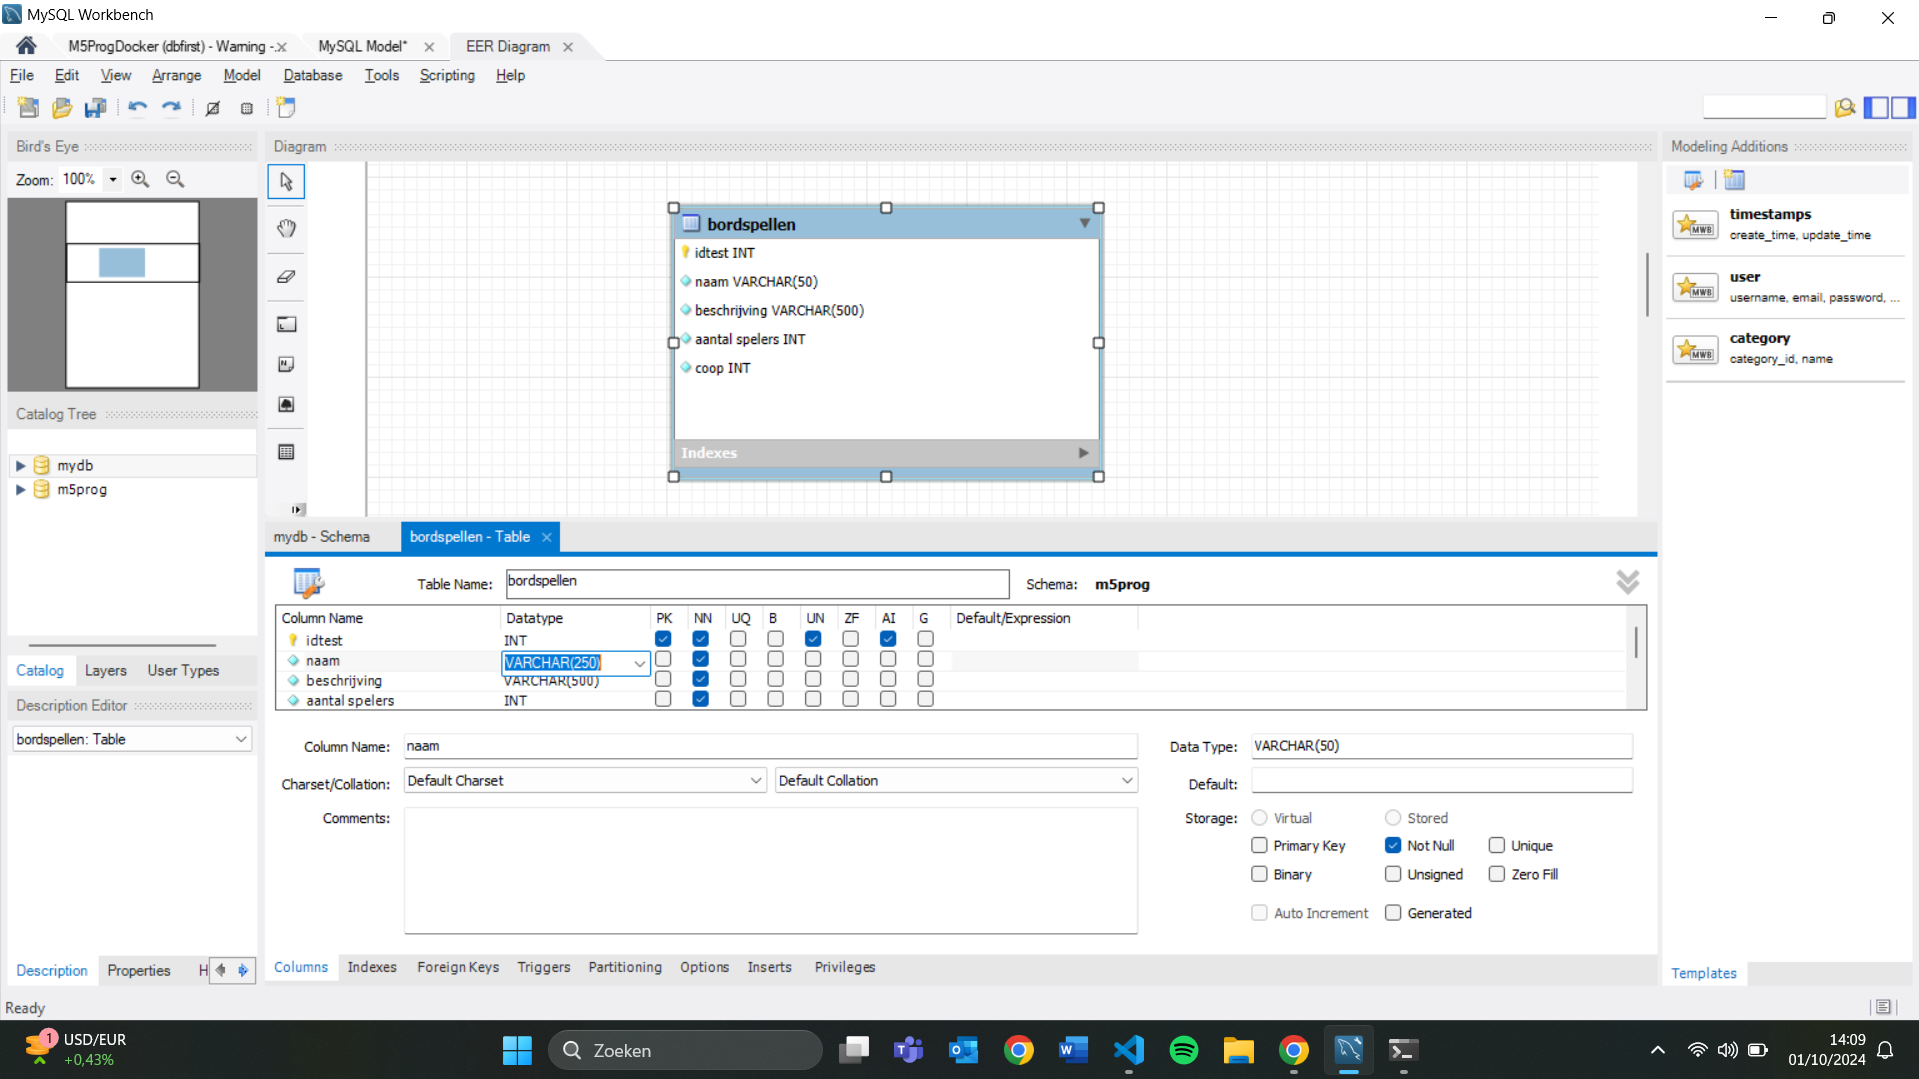 MySQL Workbench
M5ProgDocker (dbfirst) - Warning -
MySQL Model*
EER Diagram
File Edit View Arrange Model Database Tools Scripting Help
Bird's Eye
Zoom: 100%
Catalog Tree
mydb
m5prog
Catalog Layers User Types
Description Editor
bordspellen: Table
Description Properties H
Diagram
bordspellen
idtest INT
naam VARCHAR(50)
beschrijving VARCHAR(500)
aantal spelers INT
coop INT
Indexes
mydb - Schema
bordspellen - Table
Table Name: bordspellen Schema: m5prog
Column Name Datatype PK NN UQ B UN ZF AI G Default/Expression
idtest INT
naam VARCHAR(250)
beschrijving VARCHAR(500)
aantal spelers INT
Column Name: naam Data Type: VARCHAR(50)
Charset/Collation: Default Charset Default Collation Default:
Comments: Storage: Virtual Stored
Primary Key Not Null Unique
Binary Unsigned Zero Fill
Auto Increment Generated
Columns Indexes Foreign Keys Triggers Partitioning Options Inserts Privileges
Modeling Additions
MWB
timestamps
create_time, update_time
MWB
user
username, email, password, ...
MWB
category
category_id, name
Templates
Ready
1
USD/EUR
+0,43%
Zoeken
14:09
01/10/2024